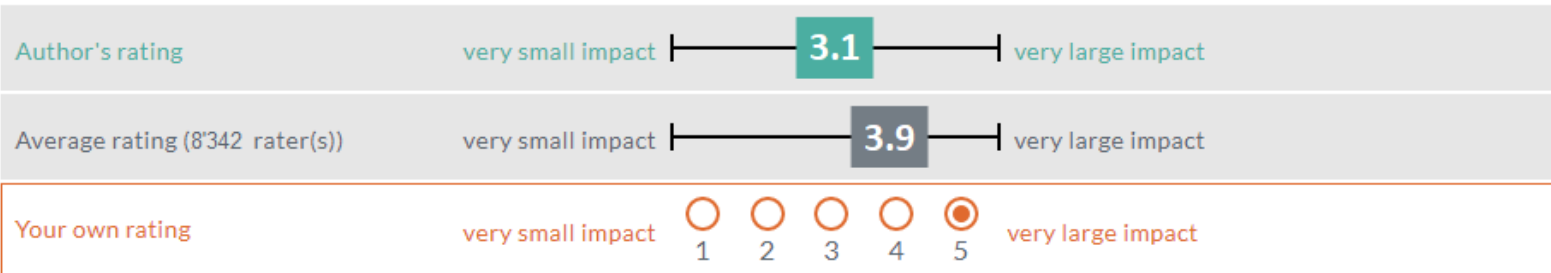 Author's rating very small impact 3.1 very large impact
Average rating (8'342 rater(s)) very small impact 3.9 very large impact
Your own rating very small impact very large impact
1 2 3 4 5